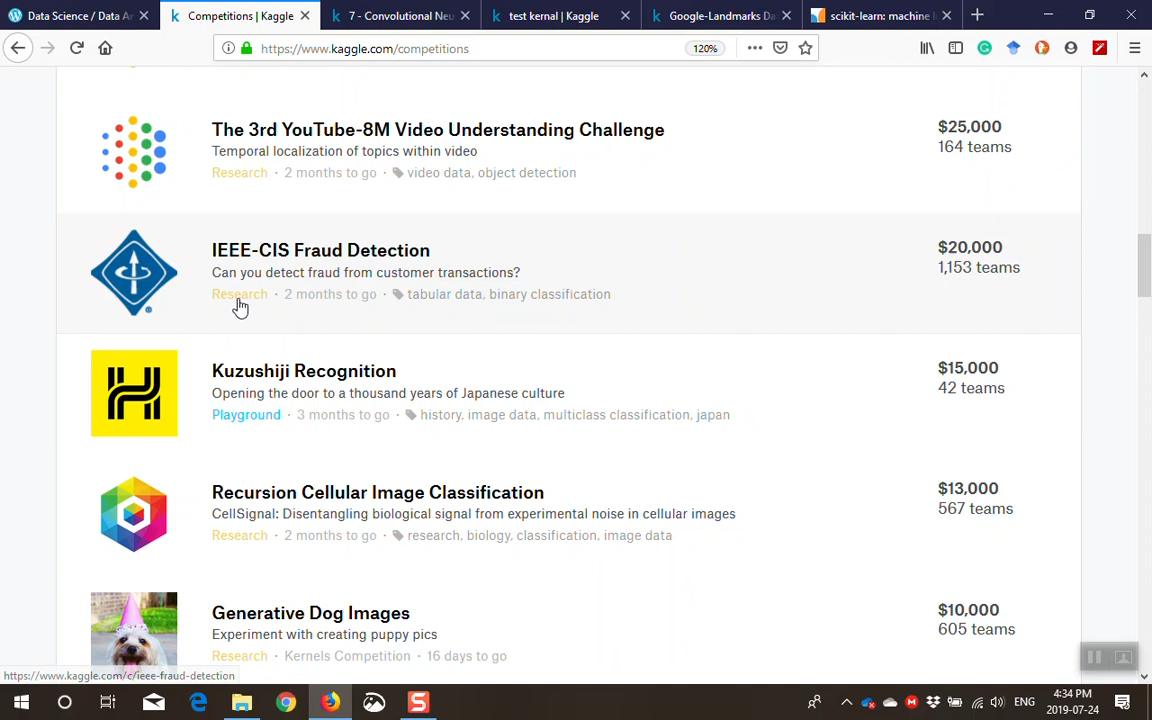 Data Science / Data Ar
Competitions | Kaggle
7 - Convolutional Neu
test kernal | Kaggle
Google-Landmarks Da
scikit-learn: machine l
https://www.kaggle.com/competitions
120%
The 3rd YouTube-8M Video Understanding Challenge
Temporal localization of topics within video
Research · 2 months to go · video data, object detection
$25,000
164 teams
IEEE-CIS Fraud Detection
Can you detect fraud from customer transactions?
Research · 2 months to go · tabular data, binary classification
$20,000
1,153 teams
Kuzushiji Recognition
Opening the door to a thousand years of Japanese culture
Playground · 3 months to go · history, image data, multiclass classification, japan
$15,000
42 teams
Recursion Cellular Image Classification
CellSignal: Disentangling biological signal from experimental noise in cellular images
Research · 2 months to go · research, biology, classification, image data
$13,000
567 teams
Generative Dog Images
Experiment with creating puppy pics
Research · Kernels Competition · 16 days to go
$10,000
605 teams
https://www.kaggle.com/c/ieee-fraud-detection
ENG
4:34 PM
2019-07-24